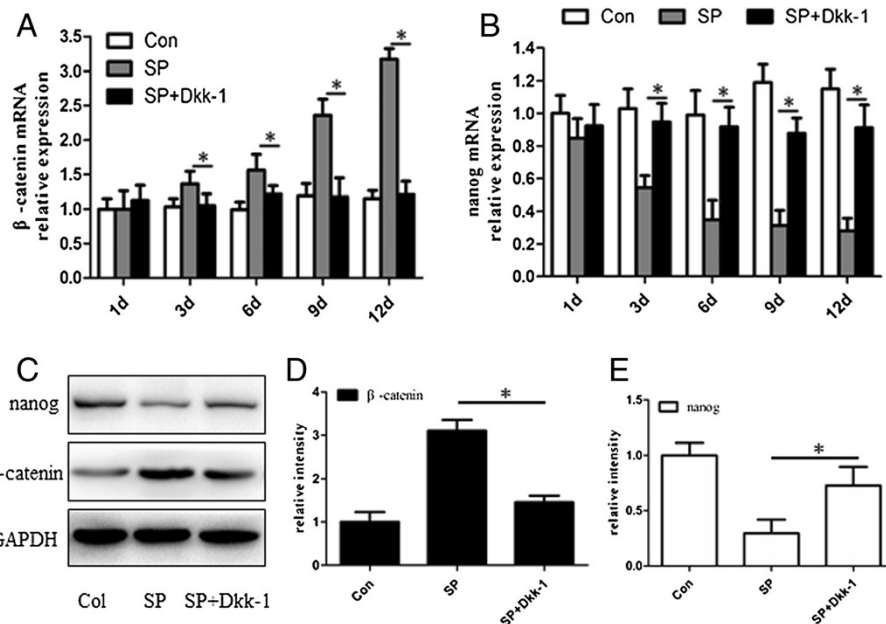 A
Con
SP
SP+Dkk-1
β -catenin mRNA
relative expression
3.5
3.0
2.5
2.0
1.5
1.0
0.5
0.0
*
*
*
*
1d
3d
6d
9d
12d
B
Con
SP
SP+Dkk-1
nanog mRNA
relative expression
1.4
1.2
1.0
0.8
0.6
0.4
0.2
0.0
*
*
*
*
1d
3d
6d
9d
12d
C
nanog
-catenin
GAPDH
Col SP SP+Dkk-1
D
β -catenin
relative intensity
4
3
2
1
0
*
Con
SP
SP+Dkk-1
E
nanog
relative intensity
1.5
1.0
0.5
0.0
*
Con
SP
SP+Dkk-1